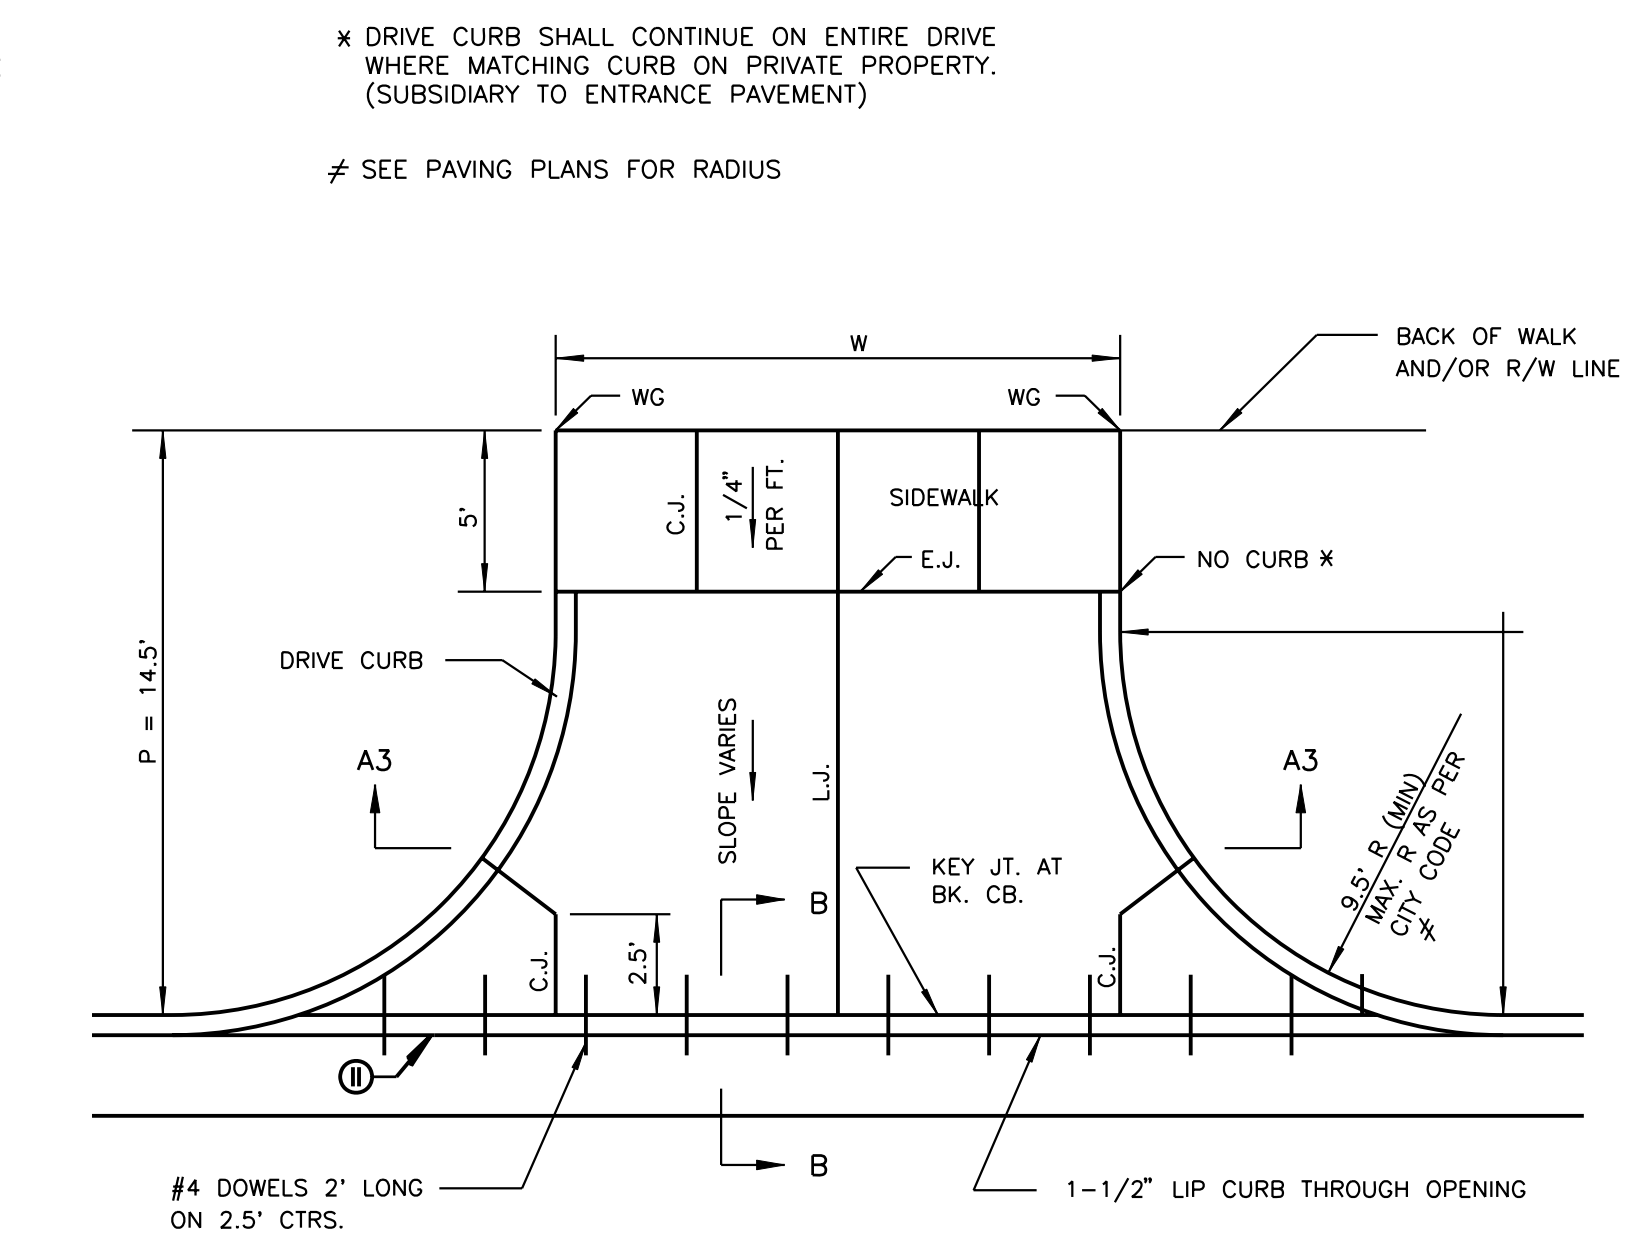 * DRIVE CURB SHALL CONTINUE ON ENTIRE DRIVE
WHERE MATCHING CURB ON PRIVATE PROPERTY.
(SUBSIDIARY TO ENTRANCE PAVEMENT)
≠ SEE PAVING PLANS FOR RADIUS
W
BACK OF WALK
AND/OR R/W LINE
WG
WG
5'
C.J.
1/4"
PER FT.
SIDEWALK
E.J.
NO CURB *
P = 14.5'
DRIVE CURB
SLOPE VARIES
L.J.
A3
A3
9.5' R (MIN)
MAX. R AS PER
CITY CODE
≠
KEY JT. AT
BK. CB.
B
C.J.
2.5'
C.J.
II
B
#4 DOWELS 2' LONG
ON 2.5' CTRS.
1-1/2" LIP CURB THROUGH OPENING